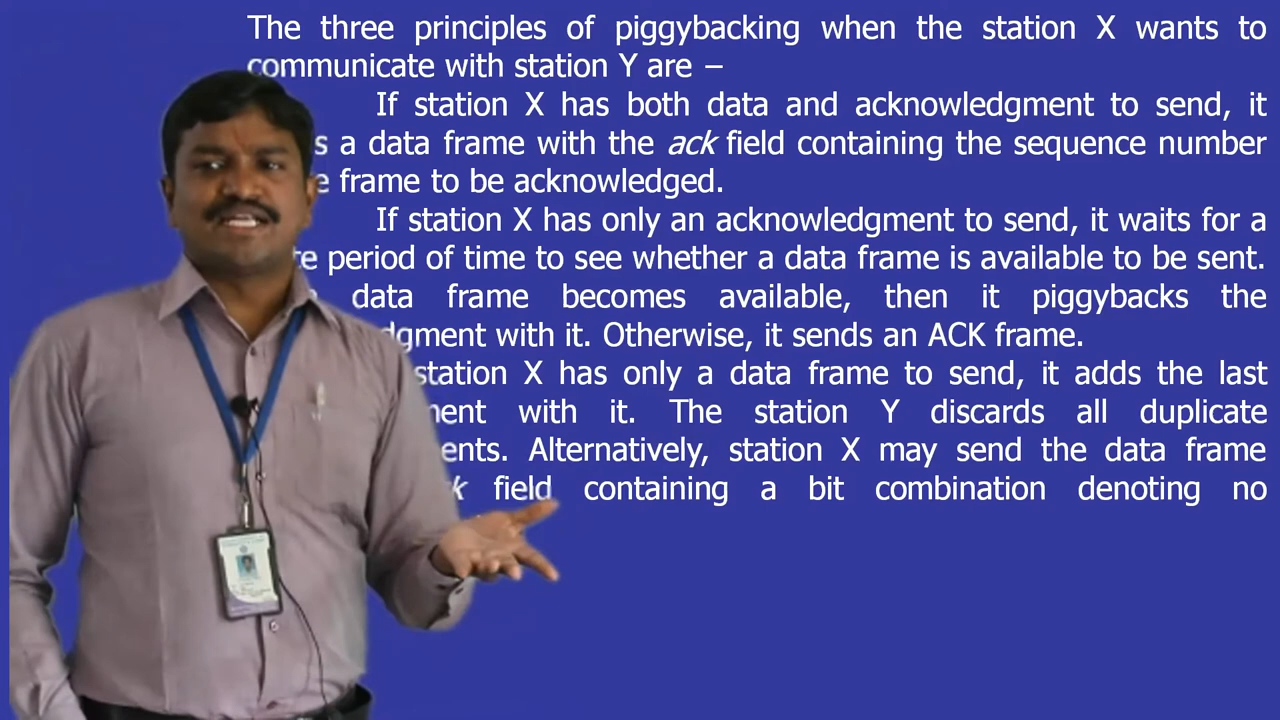 The three principles of piggybacking when the station X wants to
communicate with station Y are –
If station X has both data and acknowledgment to send, it
a data frame with the ack field containing the sequence number
frame to be acknowledged.
If station X has only an acknowledgment to send, it waits for a
period of time to see whether a data frame is available to be sent.
data frame becomes available, then it piggybacks the
with it. Otherwise, it sends an ACK frame.
station X has only a data frame to send, it adds the last
with it. The station Y discards all duplicate
Alternatively, station X may send the data frame
field containing a bit combination denoting no